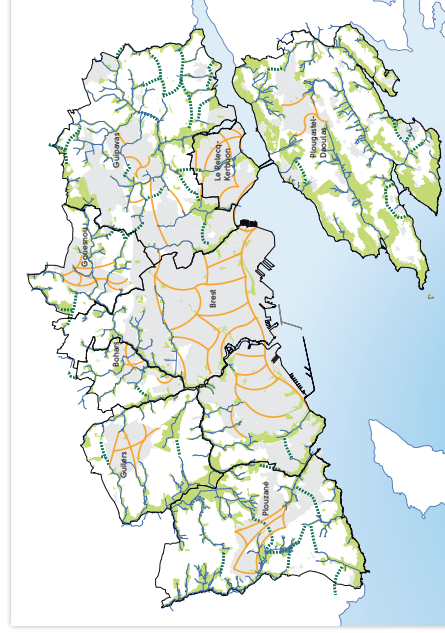 Guipavas
Le Relecq-
Kerhuon
Plougastel-
Daoulas
Gouesnou
Brest
Bohars
Guilers
Plouzané